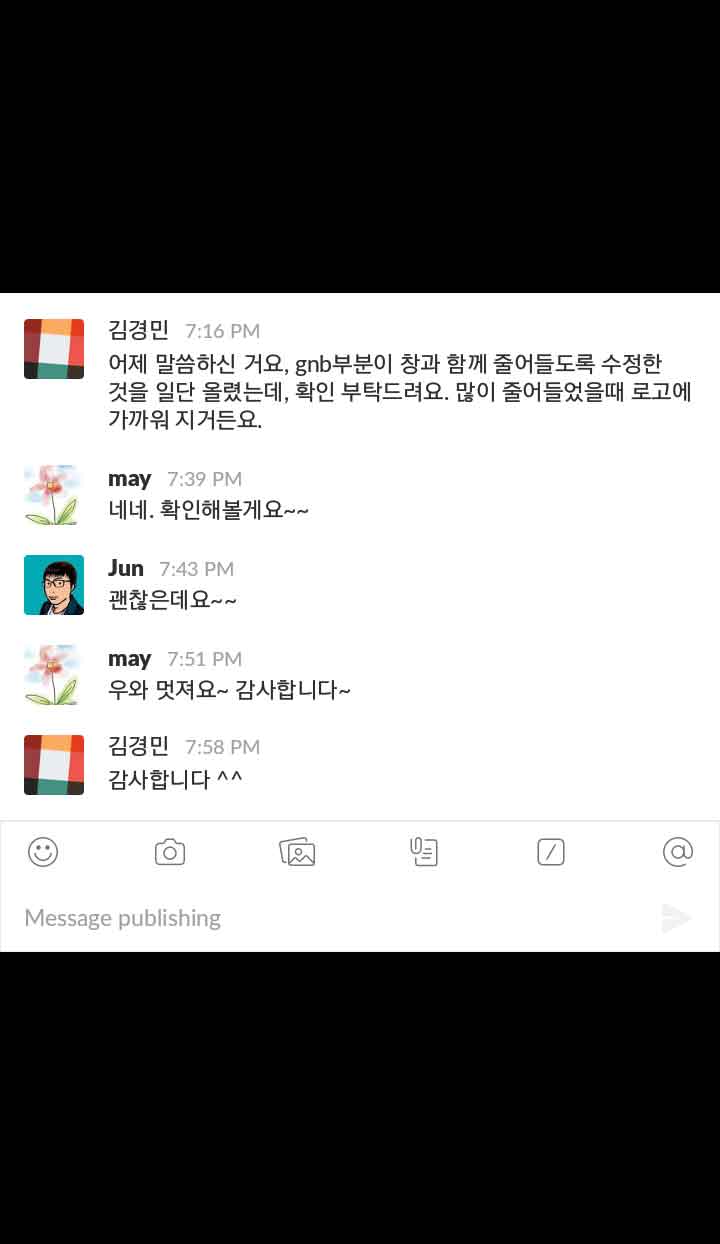 김경민 7:16 PM
어제 말씀하신 거요, gnb부분이 창과 함께 줄어들도록 수정한
것을 일단 올렸는데, 확인 부탁드려요. 많이 줄어들었을때 로고에
가까워 지거든요.
may 7:39 PM
네네. 확인해볼게요~~
Jun 7:43 PM
괜찮은데요~~
may 7:51 PM
우와 멋져요~ 감사합니다~
김경민 7:58 PM
감사합니다 ^^
Message publishing